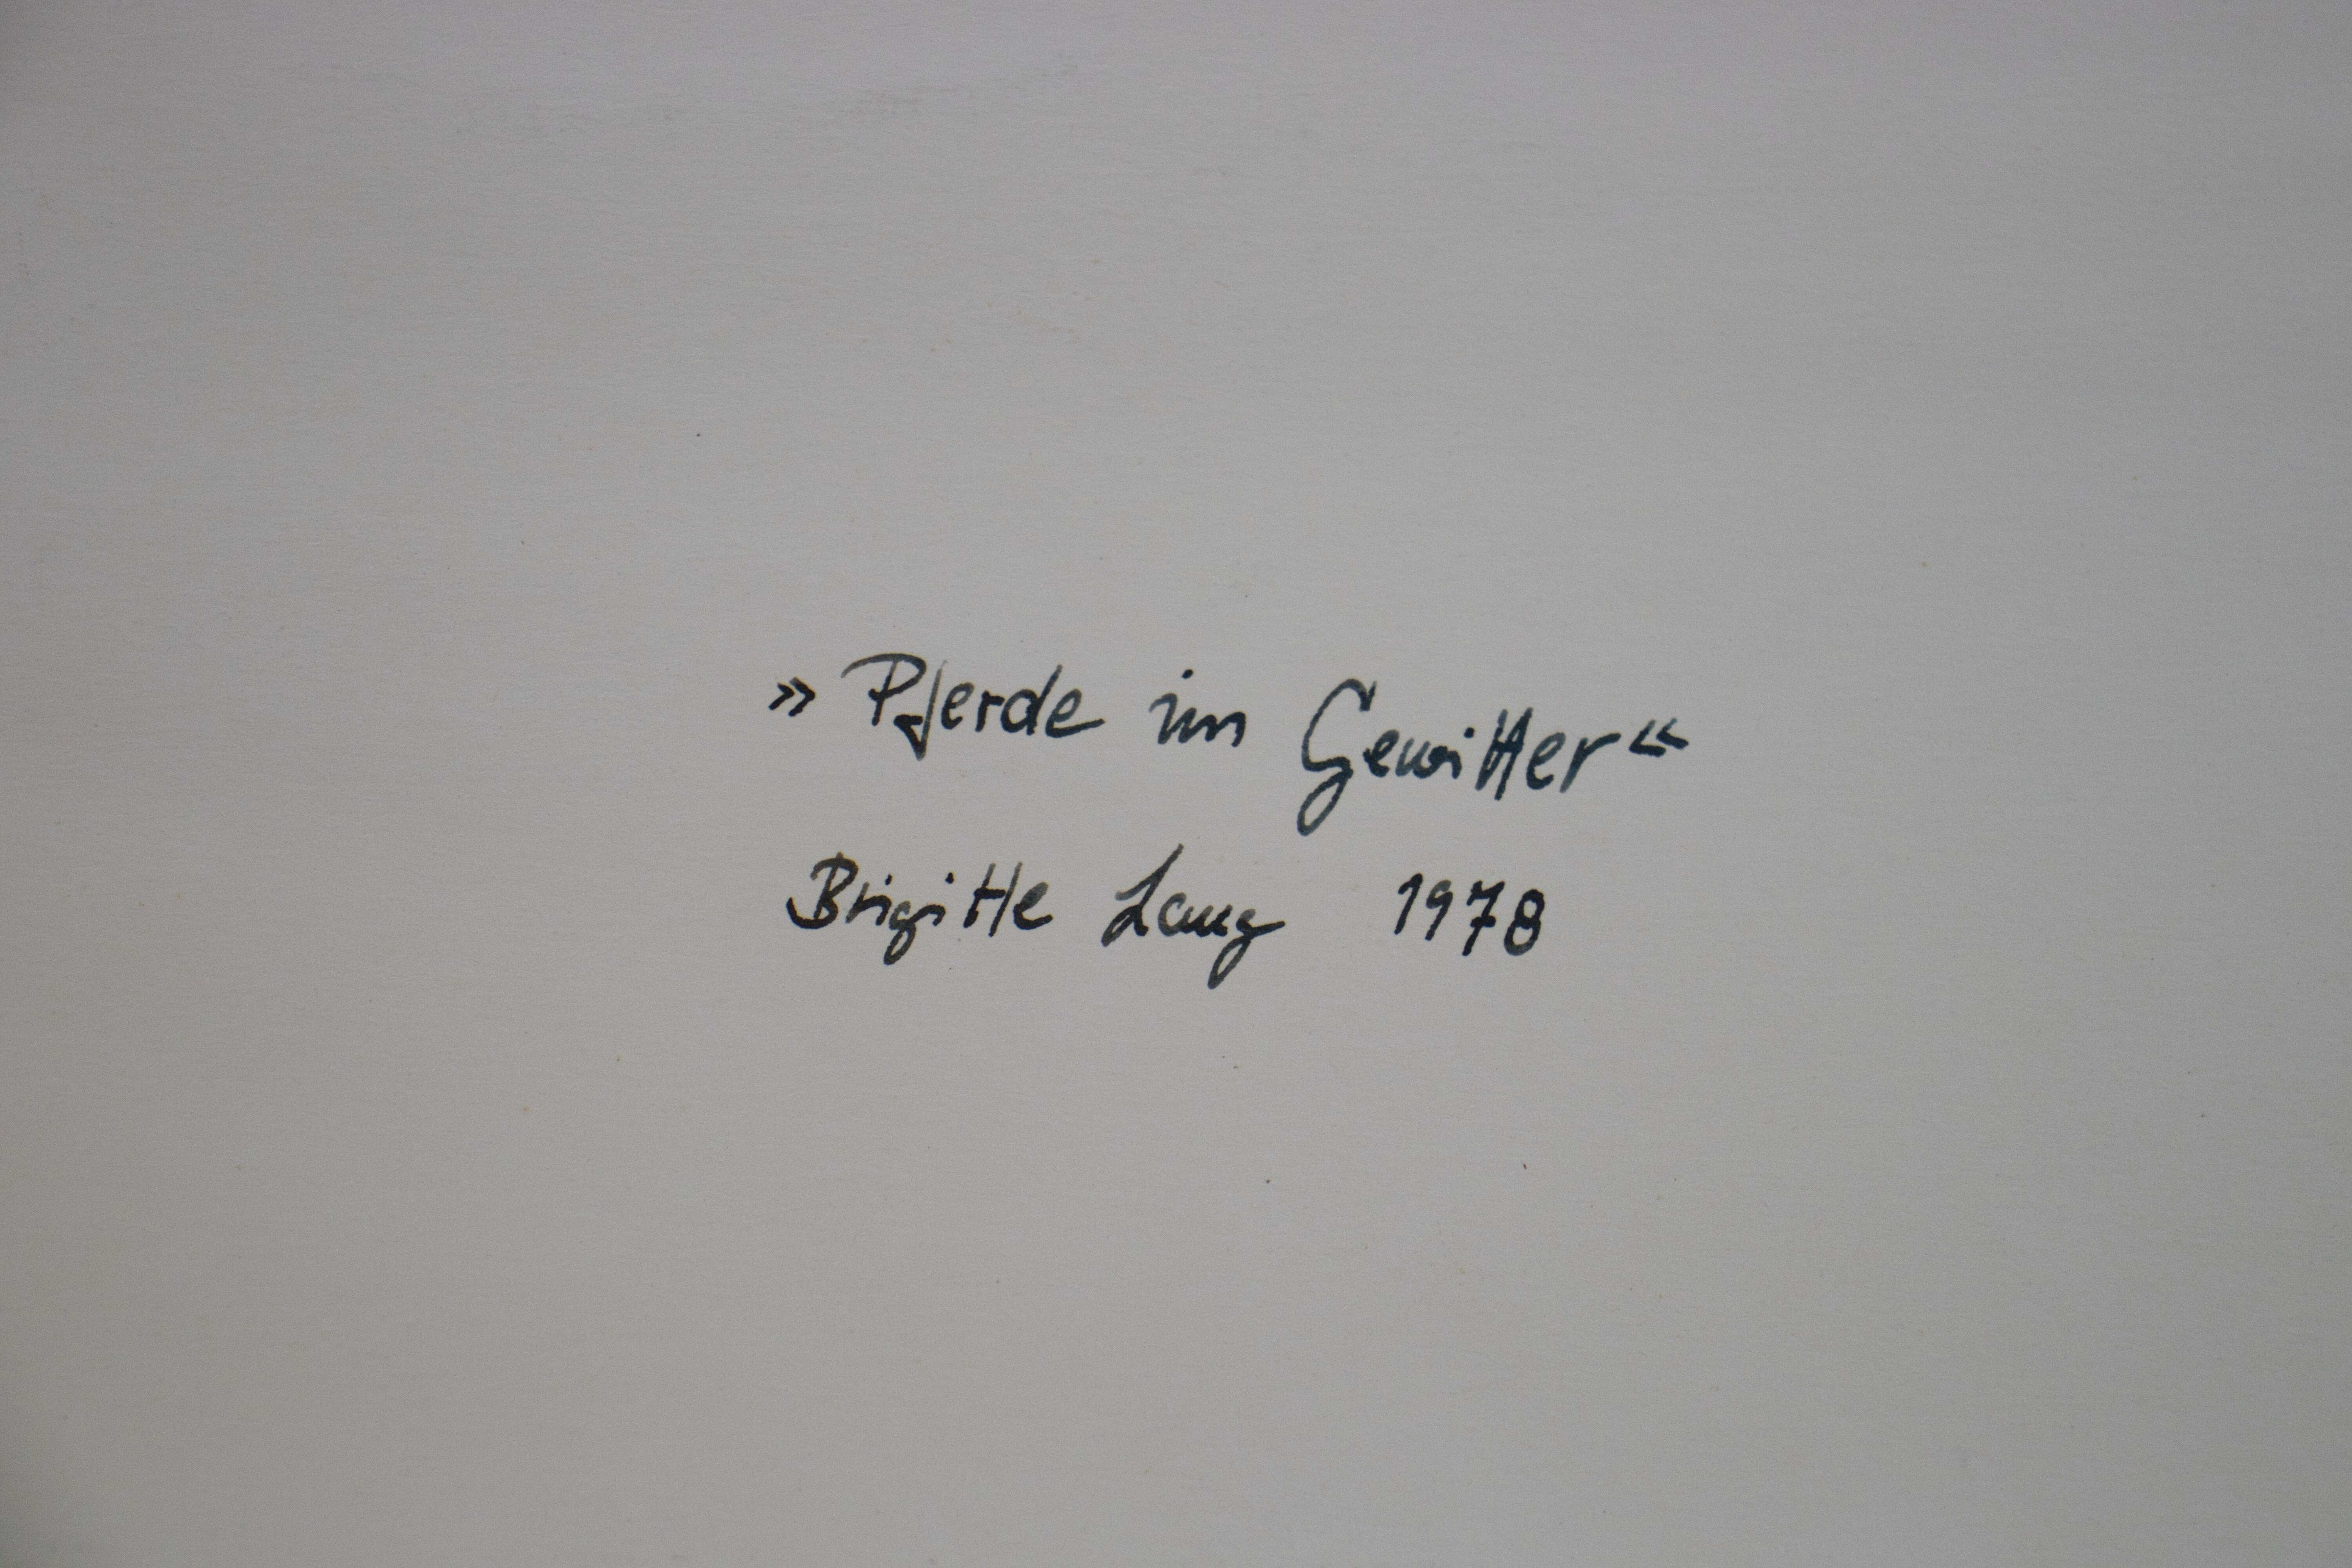 »Pferde im Gewitter«
Brigitte Lang 1978